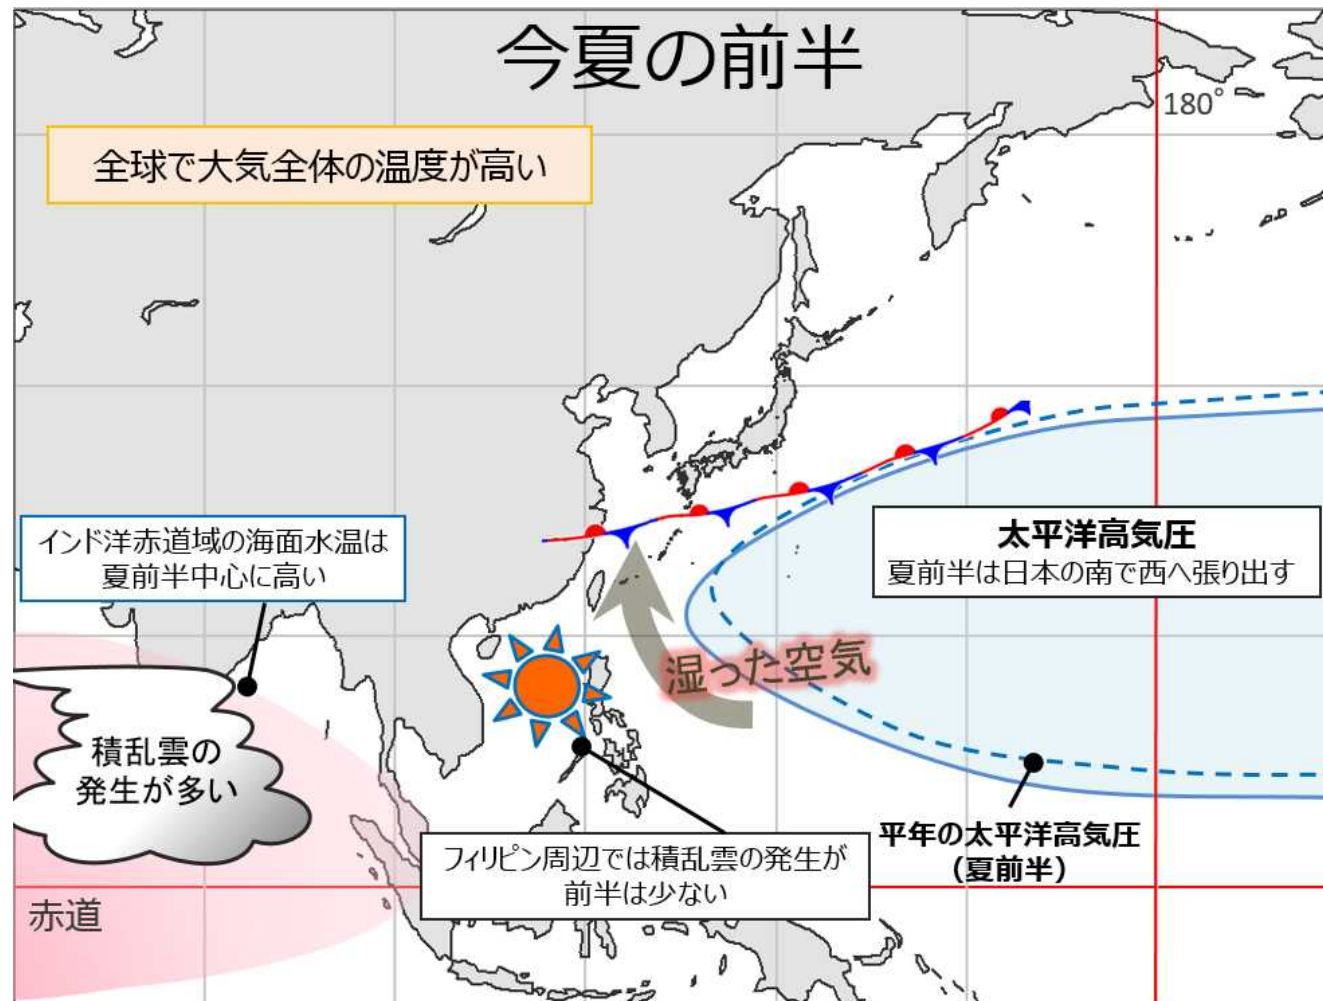 今夏の前半
180°
全球で大気全体の温度が高い
インド洋赤道域の海面水温は
夏前半中心に高い
太平洋高気圧
夏前半は日本の南で西へ張り出す
湿った空気
積乱雲の
発生が多い
フィリピン周辺では積乱雲の発生が
前半は少ない
平年の太平洋高気圧
（夏前半）
赤道